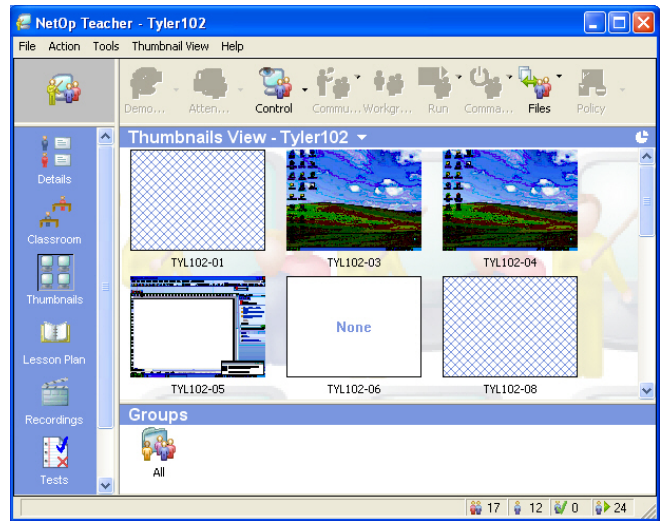 NetOp Teacher - Tyler102
File Action Tools Thumbnail View Help
Demo... Atten... Control Commu... Workgr... Run Comma... Files Policy
Thumbnails View - Tyler102
Details
Classroom
Thumbnails
Lesson Plan
Recordings
Tests
TYL102-01 TYL102-03 TYL102-04
None
TYL102-05 TYL102-06 TYL102-08
Groups
All
17 12 0 24